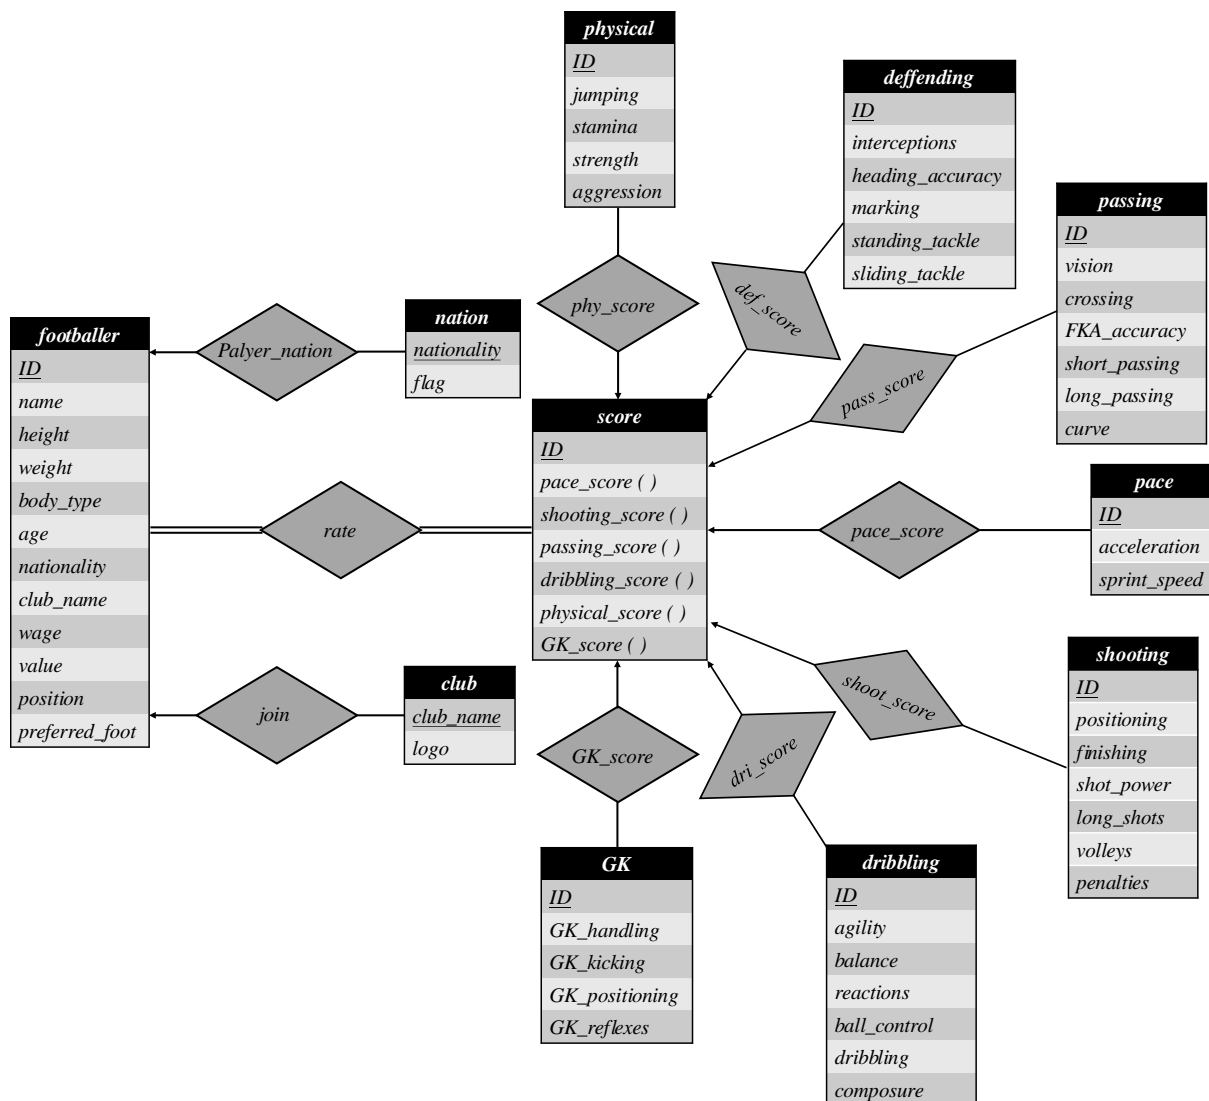 physical
ID
jumping
stamina
strength
aggression
deffending
ID
interceptions
heading_accuracy
marking
standing_tackle
sliding_tackle
passing
ID
vision
crossing
FKA_accuracy
short_passing
long_passing
curve
phy_score
def_score
pass_score
footballer
ID
name
height
weight
body_type
age
nationality
club_name
wage
value
position
preferred_foot
Palyer_nation
nation
nationality
flag
rate
score
ID
pace_score ( )
shooting_score ( )
passing_score ( )
dribbling_score ( )
physical_score ( )
GK_score ( )
pace_score
pace
ID
acceleration
sprint_speed
join
club
club_name
logo
shoot_score
shooting
ID
positioning
finishing
shot_power
long_shots
volleys
penalties
GK_score
dri_score
GK
ID
GK_handling
GK_kicking
GK_positioning
GK_reflexes
dribbling
ID
agility
balance
reactions
ball_control
dribbling
composure